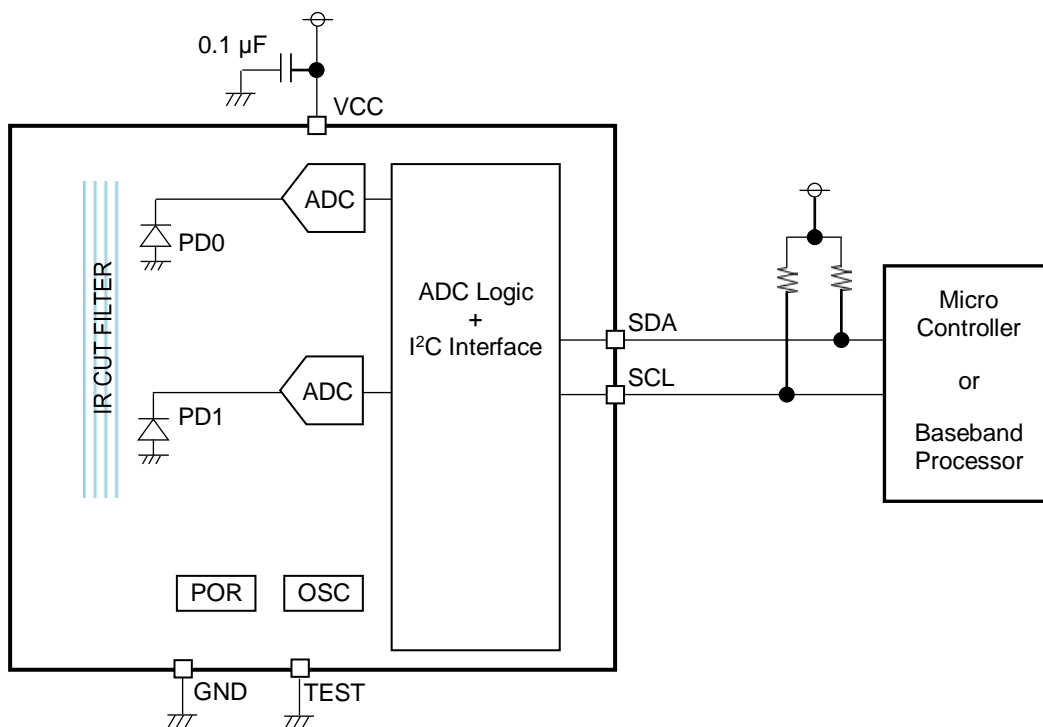 0.1 µF
VCC
ADC
PD0
IR CUT FILTER
ADC Logic
+
I²C Interface
SDA
SCL
ADC
PD1
Micro
Controller
or
Baseband
Processor
POR
OSC
GND
TEST